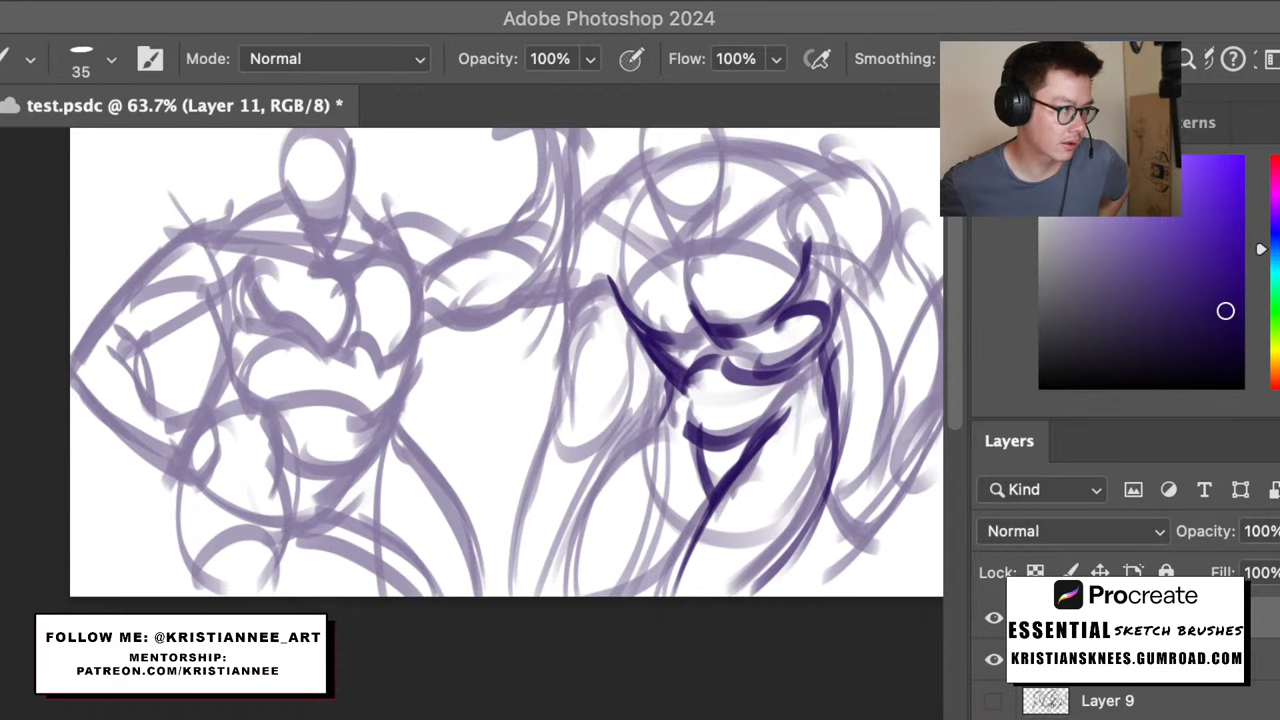 Adobe Photoshop 2024
35
Mode: Normal
Opacity: 100%
Flow: 100%
Smoothing:
test.psdc @ 63.7% (Layer 11, RGB/8) *
terns
Layers
Kind
Normal
Opacity: 100%
Lock:
Fill: 100%
Layer 9
FOLLOW ME: @KRISTIANNEE_ART
MENTORSHIP:
PATREON.COM/KRISTIANNEE
Procreate
ESSENTIAL SKETCH BRUSHES
KRISTIANSKNEES.GUMROAD.COM